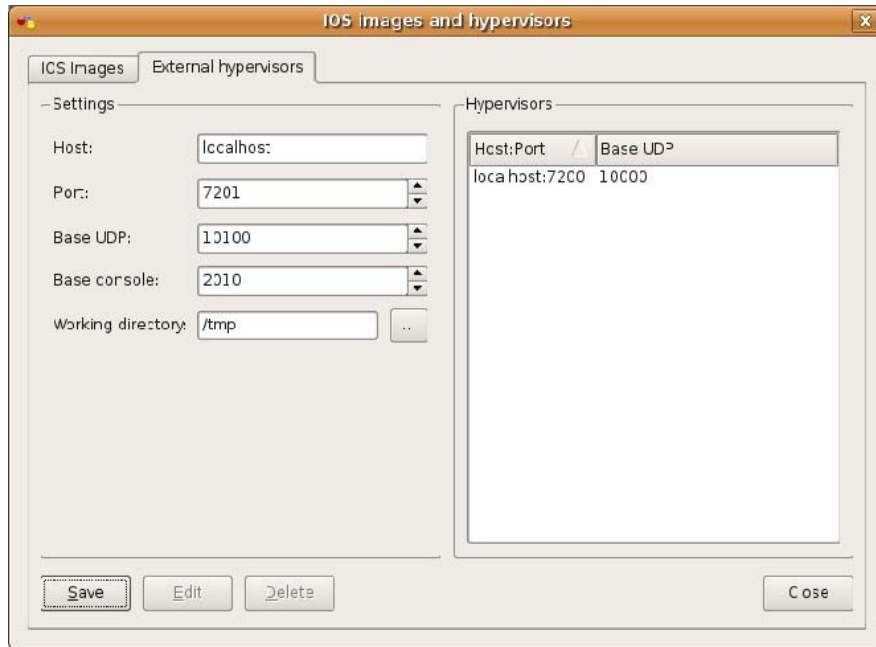 IOS images and hypervisors
IOS Images
External hypervisors
Settings
Host:
localhost
Port:
7201
Base UDP:
10100
Base console:
2010
Working directory:
/tmp
..
Hypervisors
Host:Port
Base UDP
localhost:7200 10000
Save
Edit
Delete
Close